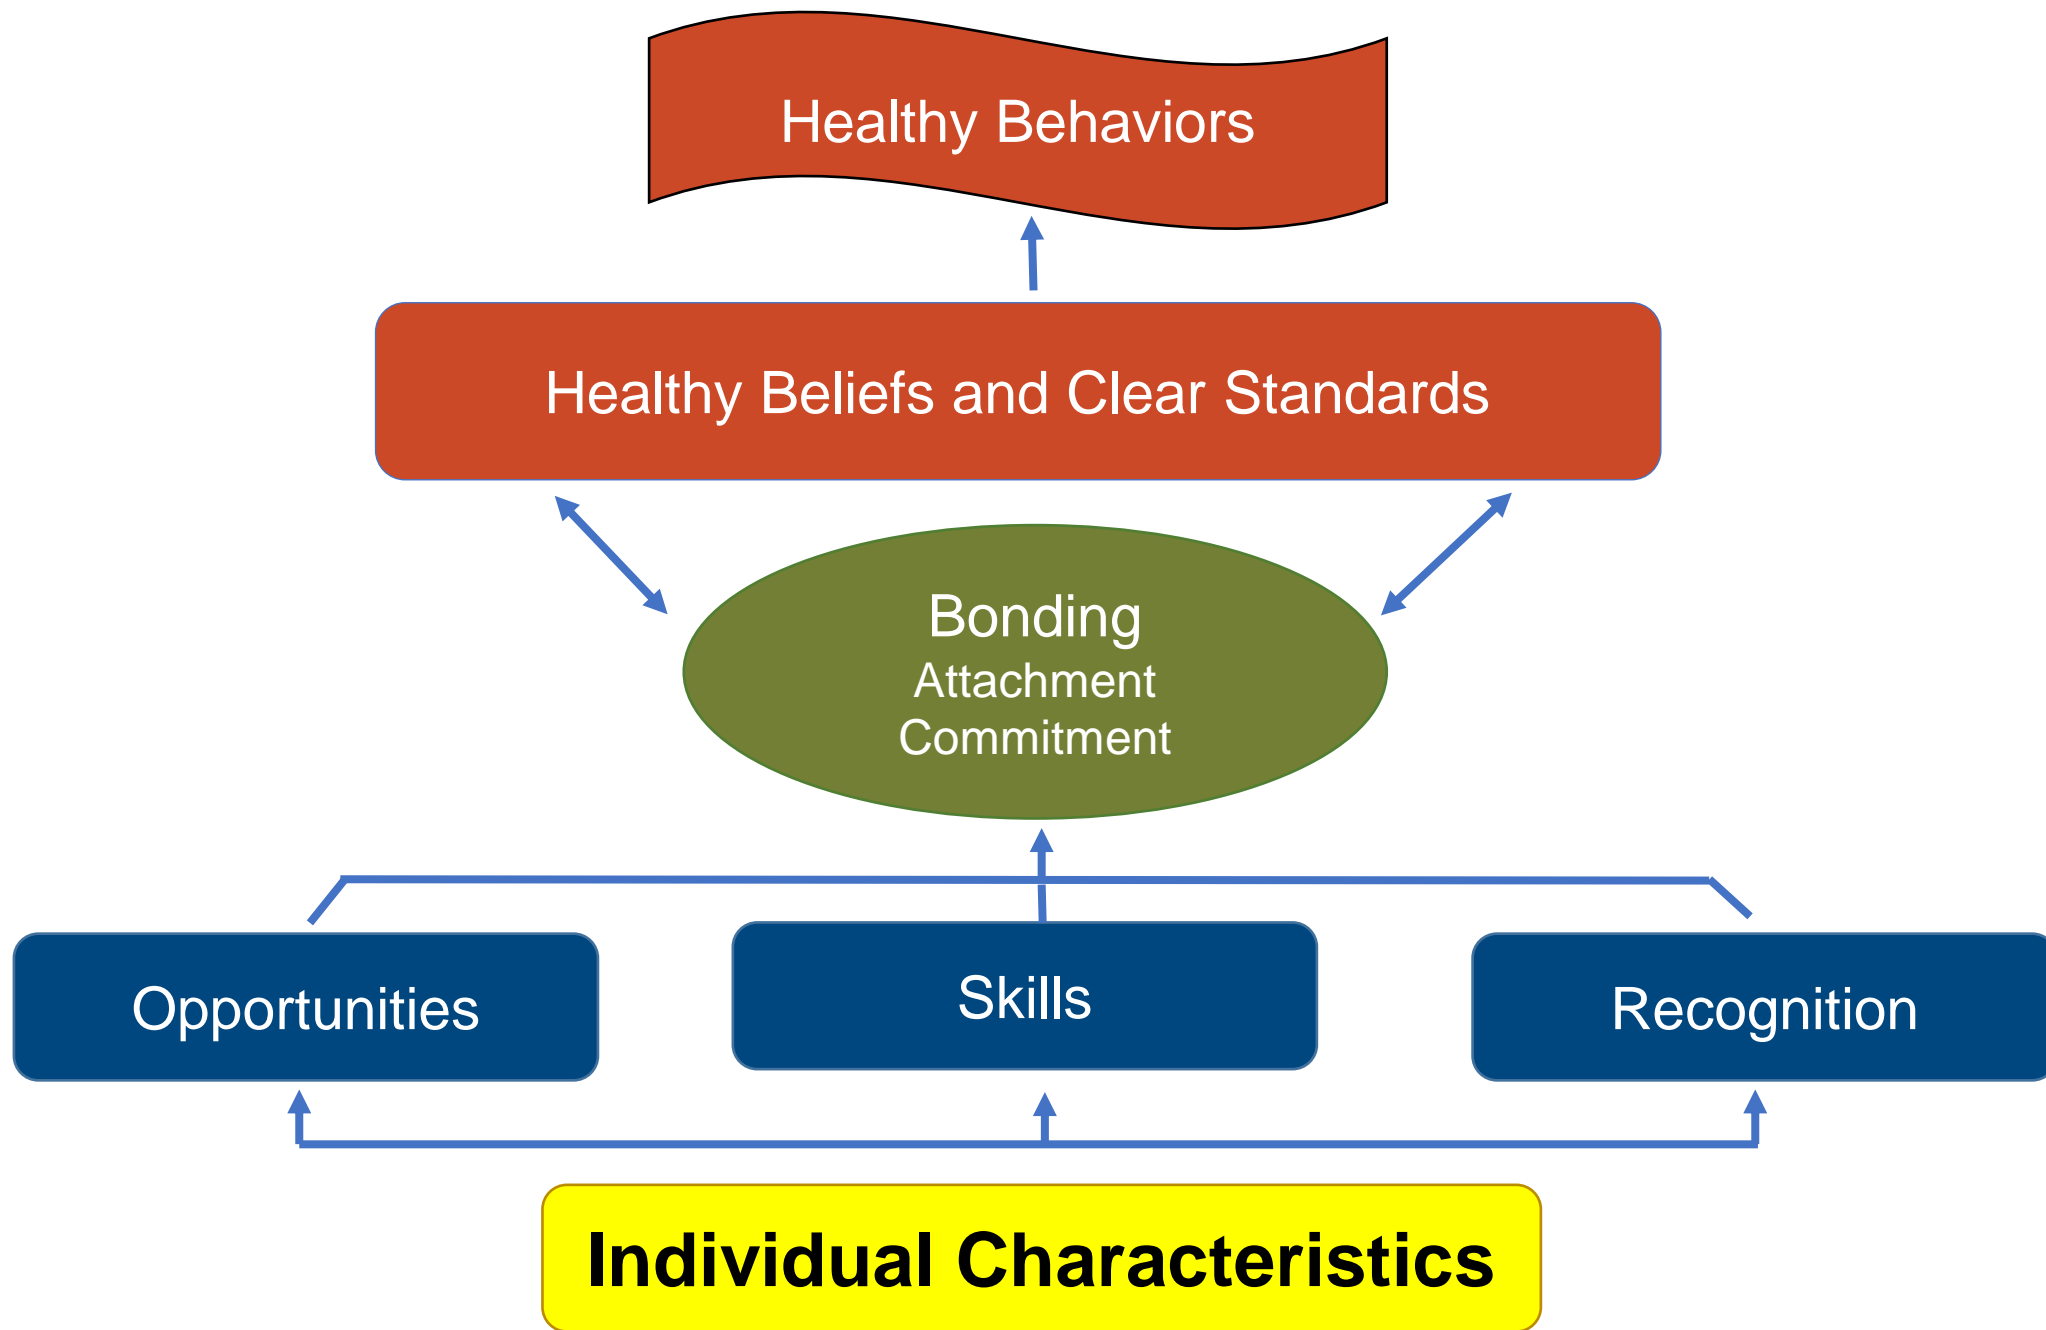 Healthy Behaviors
Healthy Beliefs and Clear Standards
Bonding
Attachment
Commitment
Opportunities
Skills
Recognition
Individual Characteristics